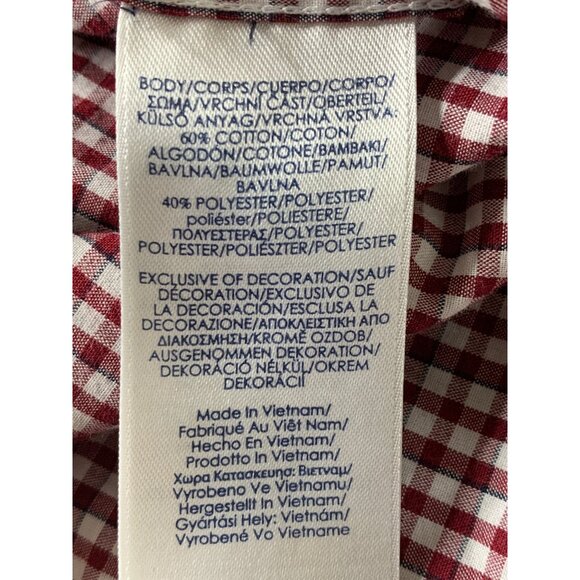 BODY/CORPS/CUERPO/CORPO/
ΣΩΜΑ/VRCHNI ČÁST/OBERTEIL/
KÜLSŐ ANYAG/VRCHNÁ VRSTVA:
60% COTTON/COTON/
ALGODÓN/COTONE/ΒΑΜΒΑΚΙ/
BAVLNA/BAUMWOLLE/PAMUT/
BAVLNA
40% POLYESTER/POLYESTER/
poliéster/POLIESTERE/
ΠΟΛΥΕΣΤΕΡΑΣ/POLYESTER/
POLYESTER/POLIÉSZTER/POLYESTER
EXCLUSIVE OF DECORATION/SAUF
DÉCORATION/EXCLUSIVO DE
LA DECORACIÓN/ESCLUSA LA
DECORAZIONE/ΑΠΟΚΛΕΙΣΤΙΚΗ ΑΠΟ
ΔΙΑΚΟΣΜΗΣΗ/KROMĚ OZDOB/
AUSGENOMMEN DEKORATION/
DEKORÁCIÓ NÉLKÜL/OKREM
DEKORÁCIÍ
Made In Vietnam/
Fabriqué Au Viêt Nam/
Hecho En Vietnam/
Prodotto In Vietnam/
Χωρα Κατασκευησ: Βιετναμ/
Vyrobeno Ve Vietnamu/
Hergestellt In Vietnam/
Gyártási Hely: Vietnám/
Vyrobené Vo Vietname